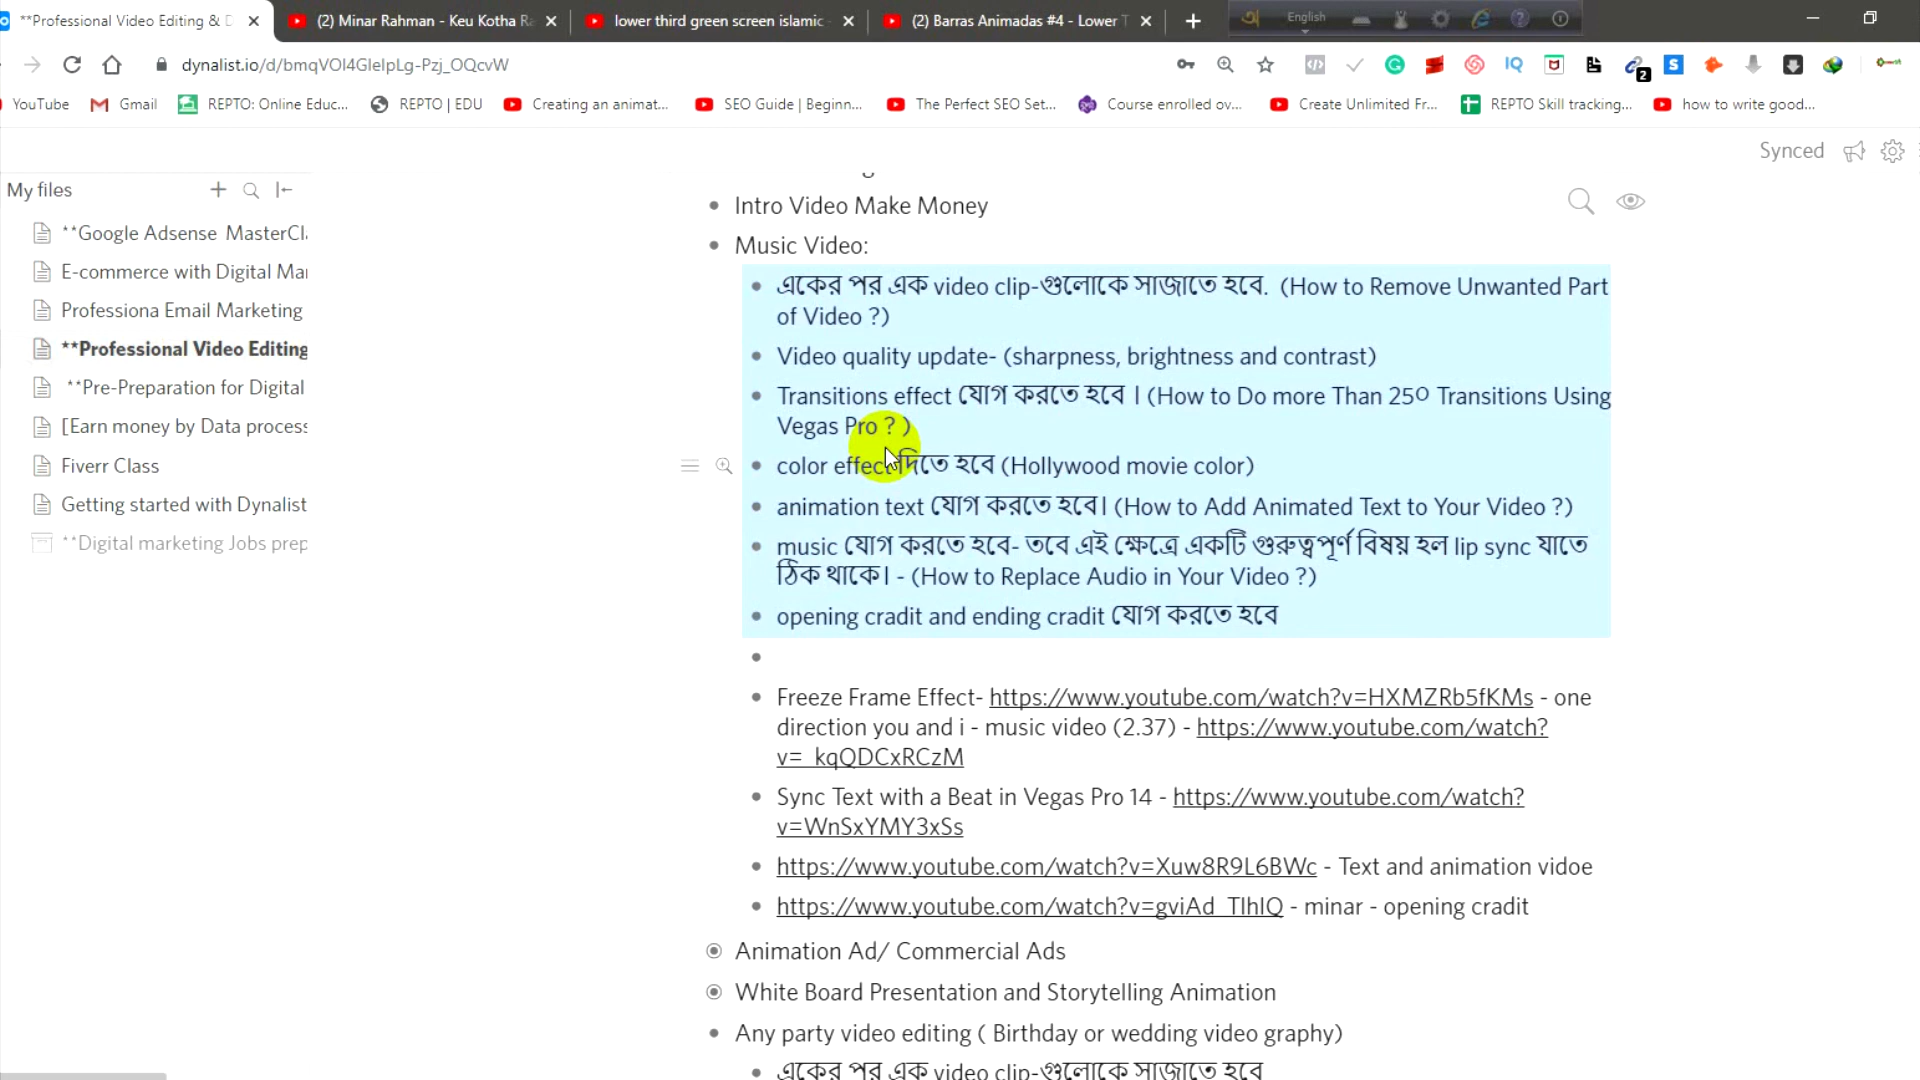 **Professional Video Editing & D
(2) Minar Rahman - Keu Kotha Ra
lower third green screen islamic
(2) Barras Animadas #4 - Lower T
English
dynalist.io/d/bmqVOl4GlelpLg-Pzj_OQcvW
YouTube
Gmail
REPTO: Online Educ...
REPTO | EDU
Creating an animat...
SEO Guide | Beginn...
The Perfect SEO Set...
Course enrolled ov...
Create Unlimited Fr...
REPTO Skill tracking...
how to write good...
Synced
My files
**Google Adsense MasterCla
E-commerce with Digital Mar
Professiona Email Marketing
**Professional Video Editing
**Pre-Preparation for Digital
[Earn money by Data process
Fiverr Class
Getting started with Dynalist
**Digital marketing Jobs prep
Intro Video Make Money
Music Video:
একের পর এক video clip-গুলোকে সাজাতে হবে. (How to Remove Unwanted Part
of Video ?)
Video quality update- (sharpness, brightness and contrast)
Transitions effect যোগ করতে হবে । (How to Do more Than 25০ Transitions Using
Vegas Pro ? )
color effect দিতে হবে (Hollywood movie color)
animation text যোগ করতে হবে। (How to Add Animated Text to Your Video ?)
music যোগ করতে হবে- তবে এই ক্ষেত্রে একটি গুরুত্বপূর্ণ বিষয় হল lip sync যাতে
ঠিক থাকে। - (How to Replace Audio in Your Video ?)
opening cradit and ending cradit যোগ করতে হবে
Freeze Frame Effect- https://www.youtube.com/watch?v=HXMZRb5fKMs - one
direction you and i - music video (2.37) - https://www.youtube.com/watch?
v=_kqQDCxRCzM
Sync Text with a Beat in Vegas Pro 14 - https://www.youtube.com/watch?
v=WnSxYMY3xSs
https://www.youtube.com/watch?v=Xuw8R9L6BWc - Text and animation vidoe
https://www.youtube.com/watch?v=gviAd_TlhIQ - minar - opening cradit
Animation Ad/ Commercial Ads
White Board Presentation and Storytelling Animation
Any party video editing ( Birthday or wedding video graphy)
একের পর এক video clip-গুলোকে সাজাতে হবে